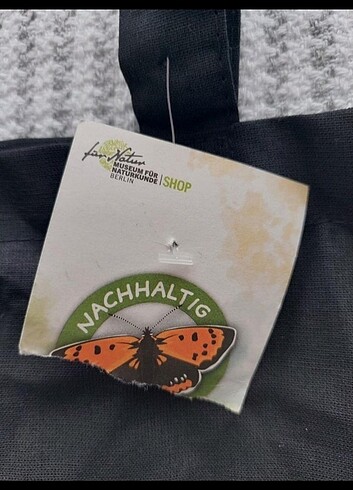 für Natur
MUSEUM FÜR
NATURKUNDE
BERLIN
SHOP
NACHHALTIG